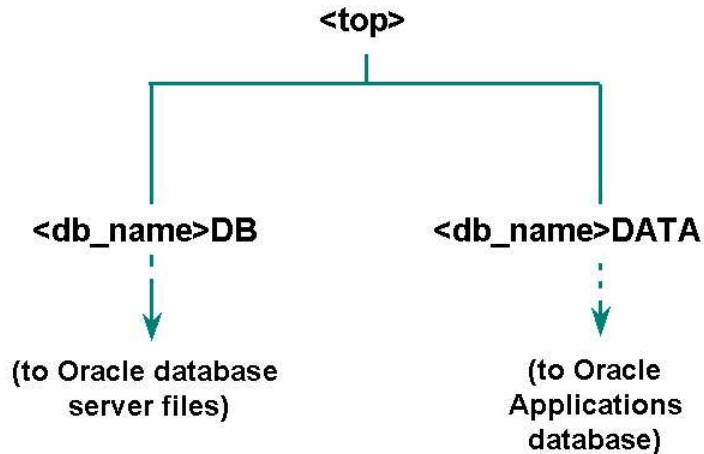 <top>
<db_name>DB
<db_name>DATA
(to Oracle database
server files)
(to Oracle
Applications
database)